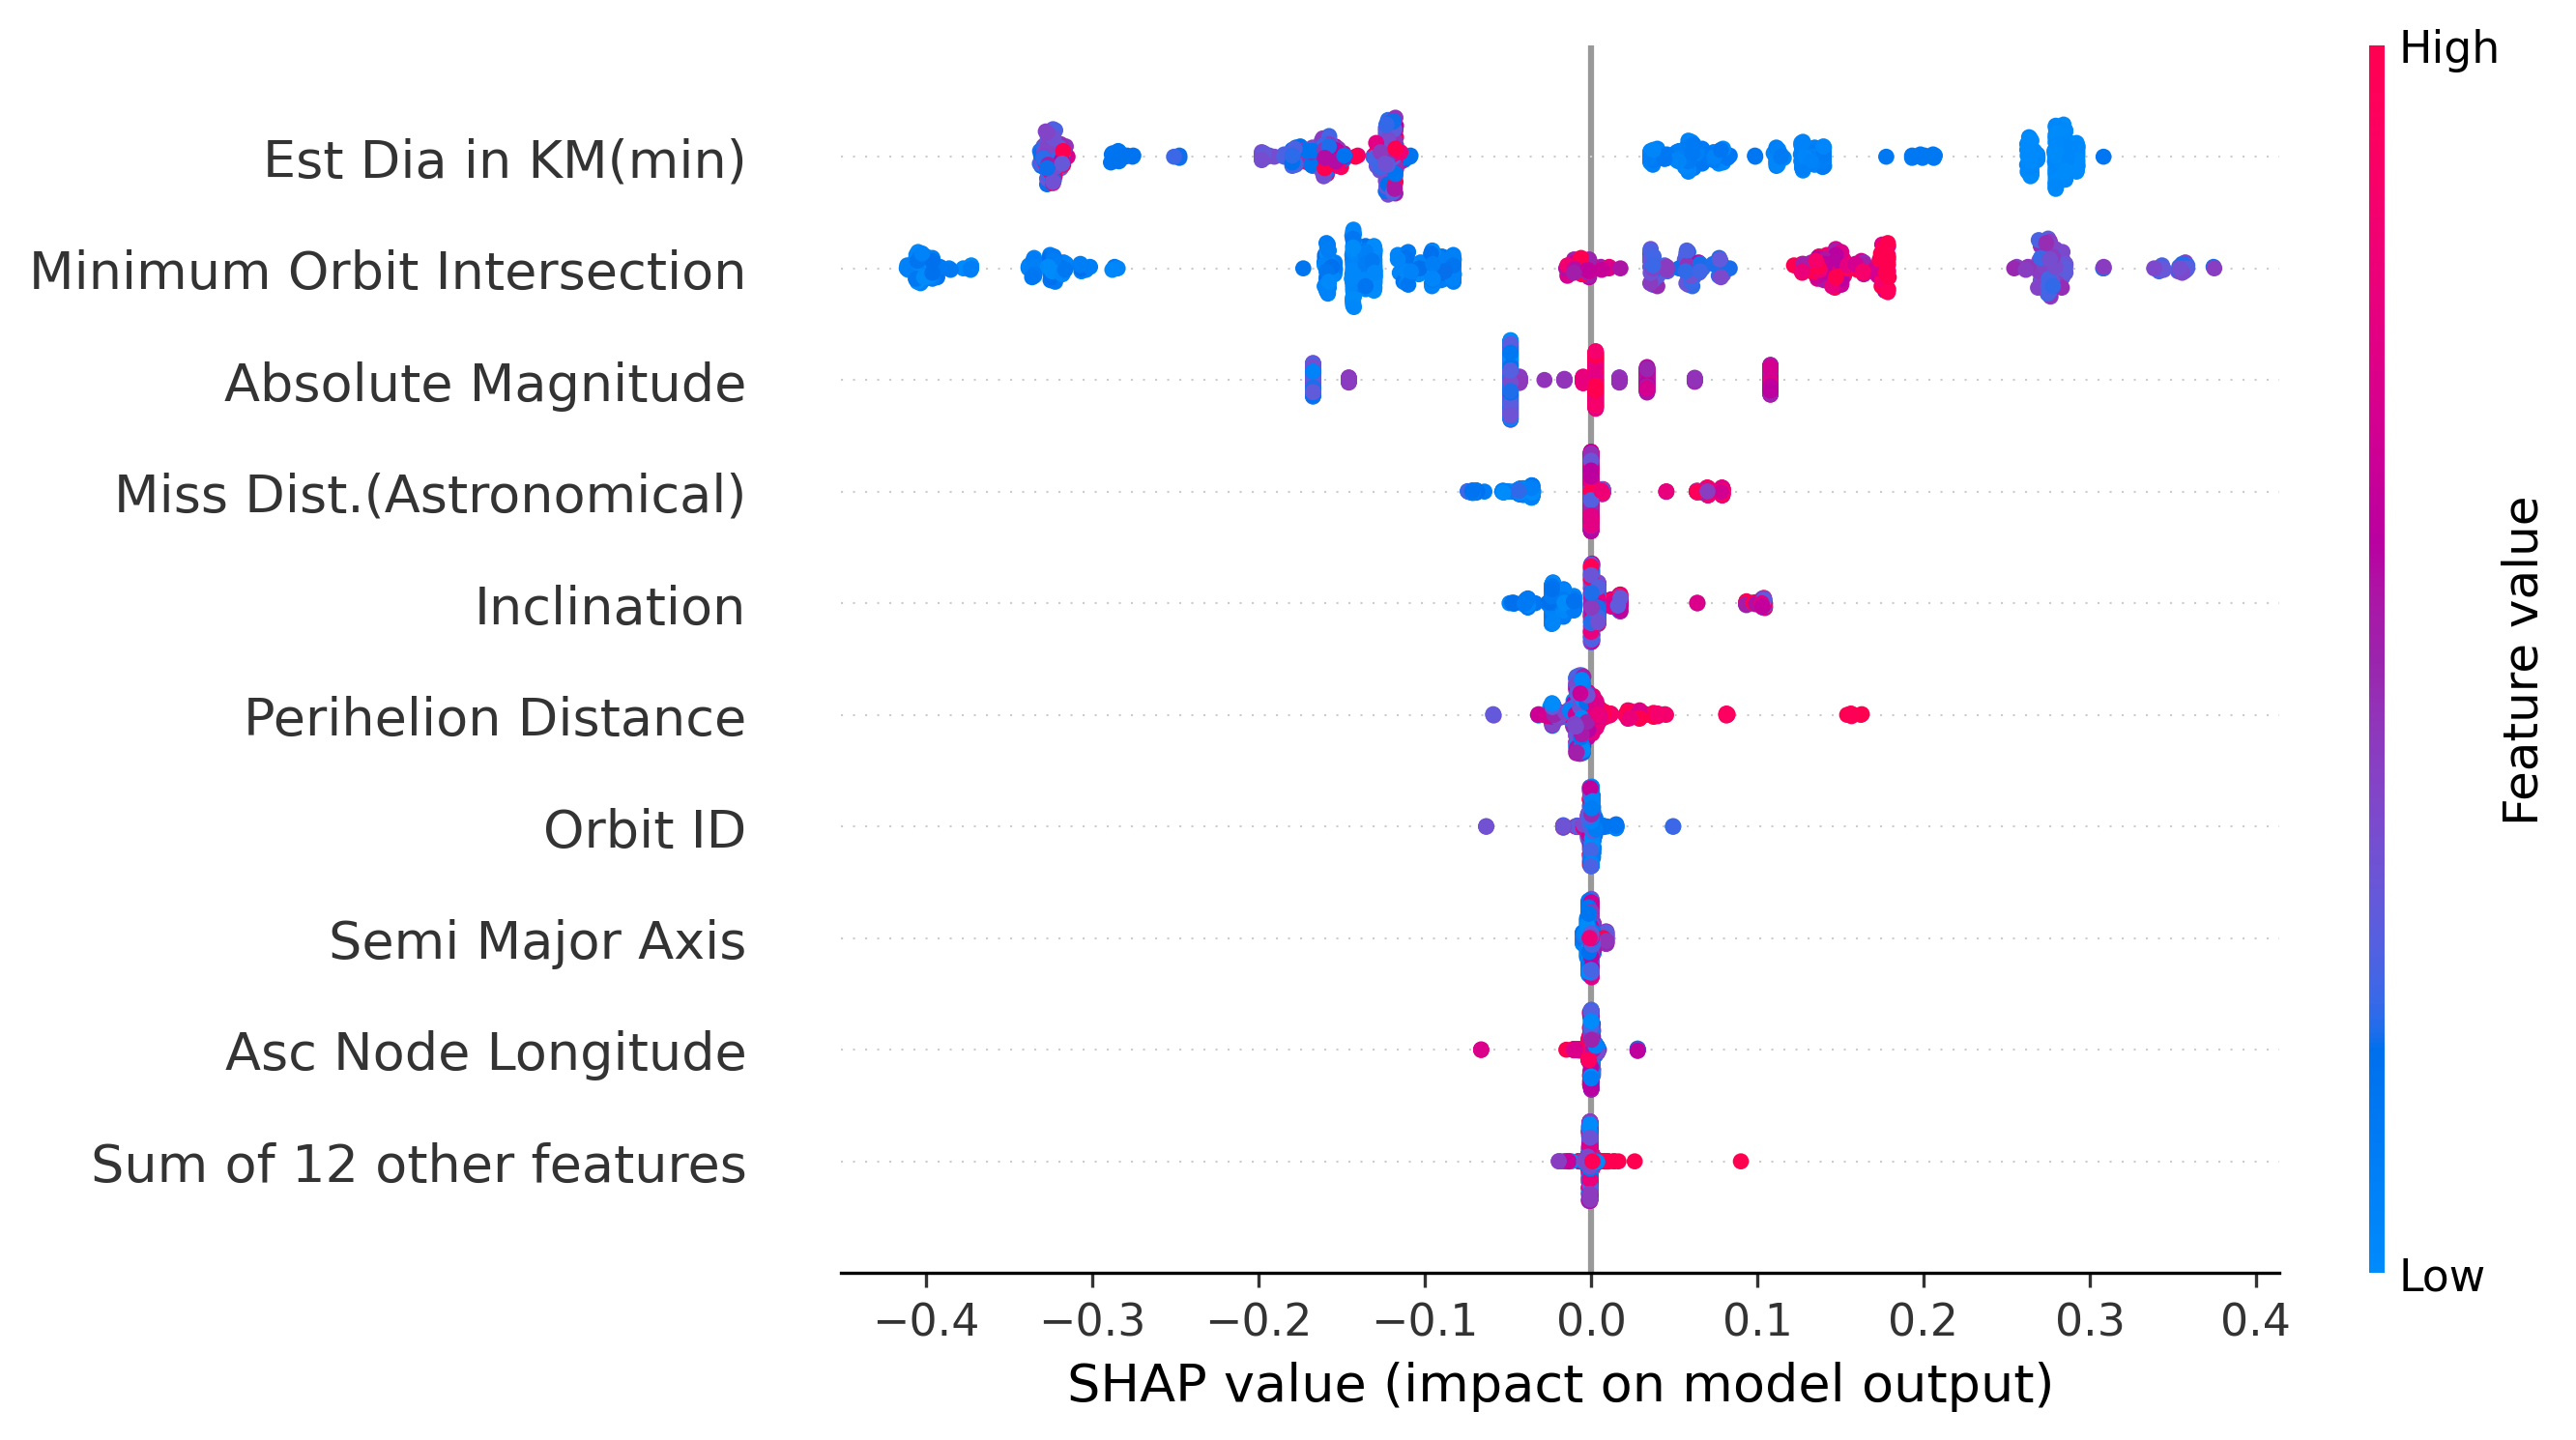 High
Est Dia in KM(min)
Minimum Orbit Intersection
Absolute Magnitude
Miss Dist.(Astronomical)
Inclination
Perihelion Distance
Orbit ID
Semi Major Axis
Asc Node Longitude
Sum of 12 other features
Feature value
Low
−0.4 −0.3 −0.2 −0.1 0.0 0.1 0.2 0.3 0.4
SHAP value (impact on model output)